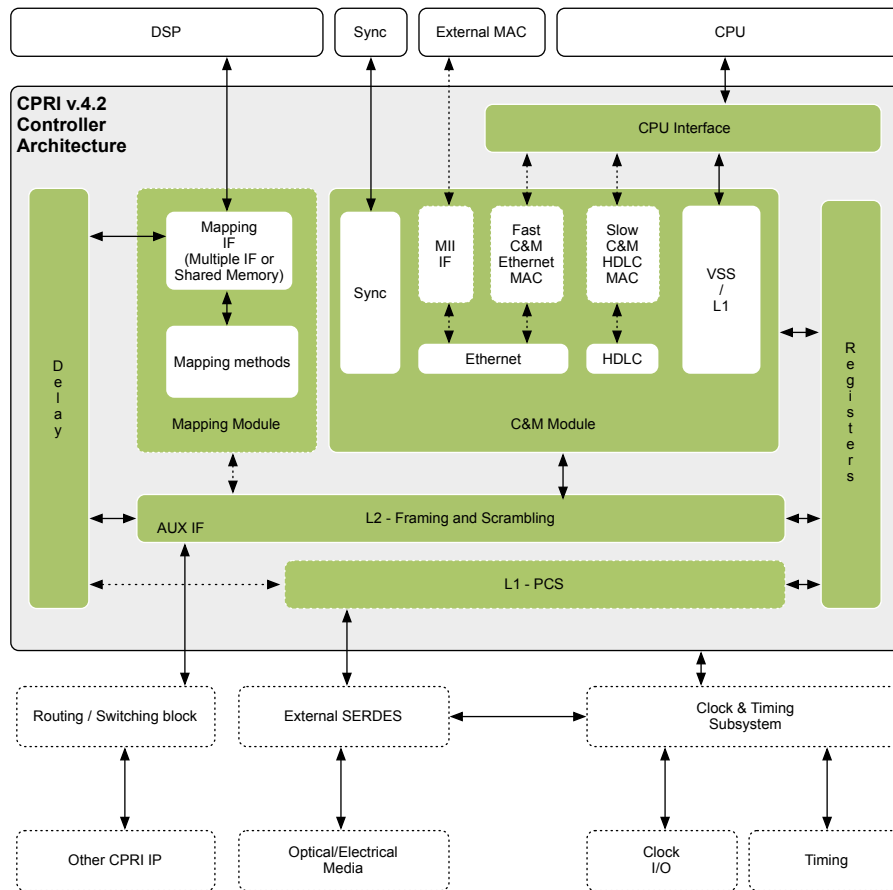 DSP
Sync
External MAC
CPU
CPRI v.4.2
Controller
Architecture
CPU Interface
Mapping
IF
(Multiple IF or
Shared Memory)
Mapping methods
Mapping Module
Sync
MII
IF
Fast
C&M
Ethernet
MAC
Slow
C&M
HDLC
MAC
VSS
/
L1
Ethernet
HDLC
C&M Module
Delay
Registers
L2 - Framing and Scrambling
AUX IF
L1 - PCS
Routing / Switching block
External SERDES
Clock & Timing
Subsystem
Other CPRI IP
Optical/Electrical
Media
Clock
I/O
Timing